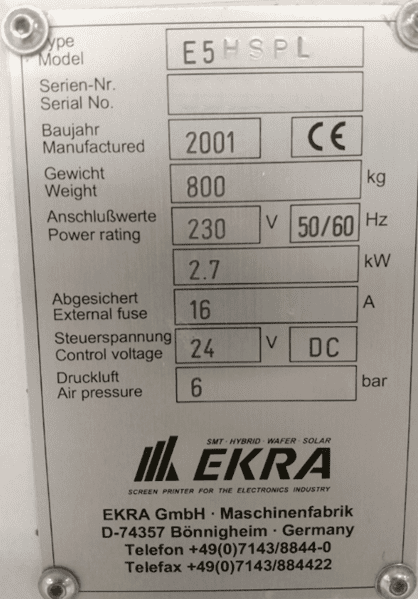 Type
Model E5HSPL
Serien-Nr.
Serial No.
Baujahr
Manufactured 2001 CE
Gewicht
Weight 800 kg
Anschlußwerte
Power rating 230 V 50/60 Hz
2.7 kW
Abgesichert
External fuse 16 A
Steuerspannung
Control voltage 24 V DC
Druckluft
Air pressure 6 bar
SMT · HYBRID · WAFER · SOLAR
EKRA
SCREEN PRINTER FOR THE ELECTRONICS INDUSTRY
EKRA GmbH · Maschinenfabrik
D-74357 Bönnigheim · Germany
Telefon +49(0)7143/8844-0
Telefax +49(0)7143/884422